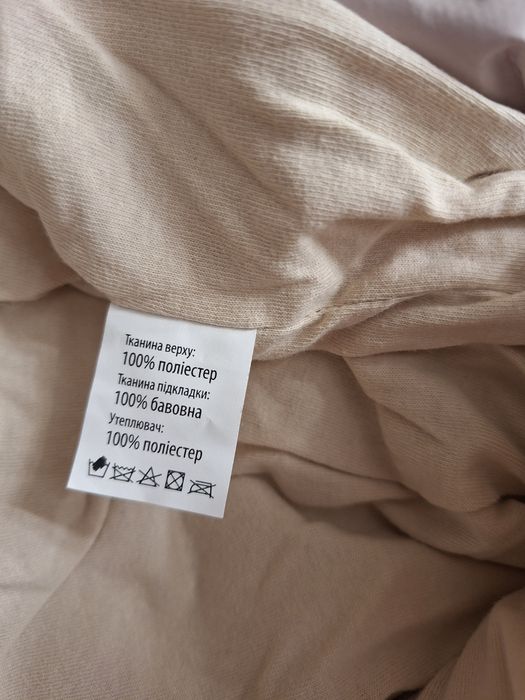 Тканина верху:
100% поліестер
Тканина підкладки:
100% бавовна
Утеплювач:
100% поліестер